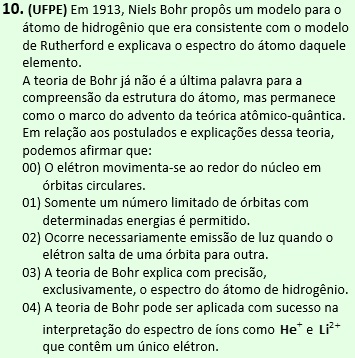 10. (UFPE) Em 1913, Niels Bohr propôs um modelo para o
átomo de hidrogênio que era consistente com o modelo
de Rutherford e explicava o espectro do átomo daquele
elemento.
A teoria de Bohr já não é a última palavra para a
compreensão da estrutura do átomo, mas permanece
como o marco do advento da teórica atômico-quântica.
Em relação aos postulados e explicações dessa teoria,
podemos afirmar que:
00) O elétron movimenta-se ao redor do núcleo em
órbitas circulares.
01) Somente um número limitado de órbitas com
determinadas energias é permitido.
02) Ocorre necessariamente emissão de luz quando o
elétron salta de uma órbita para outra.
03) A teoria de Bohr explica com precisão,
exclusivamente, o espectro do átomo de hidrogênio.
04) A teoria de Bohr pode ser aplicada com sucesso na
interpretação do espectro de íons como He⁺ e Li²⁺
que contêm um único elétron.